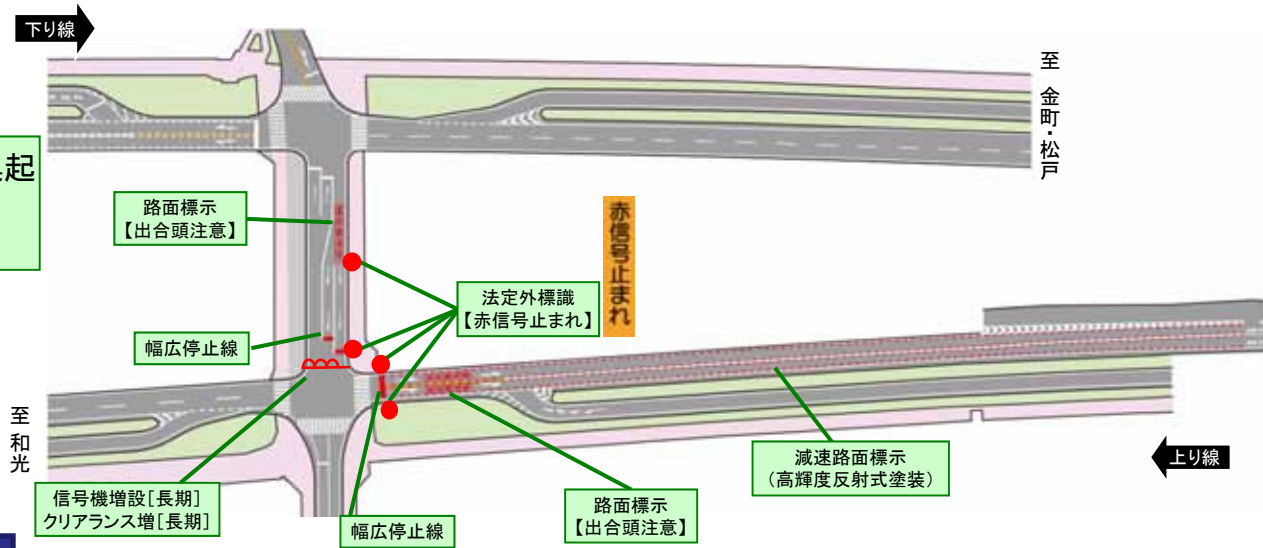 下り線
至 金町・松戸
起
路面標示
【出合頭注意】
赤信号止まれ
法定外標識
【赤信号止まれ】
幅広停止線
至和光
減速路面標示
(高輝度反射式塗装)
上り線
信号機増設[長期]
クリアランス増[長期]
幅広停止線
路面標示
【出合頭注意】